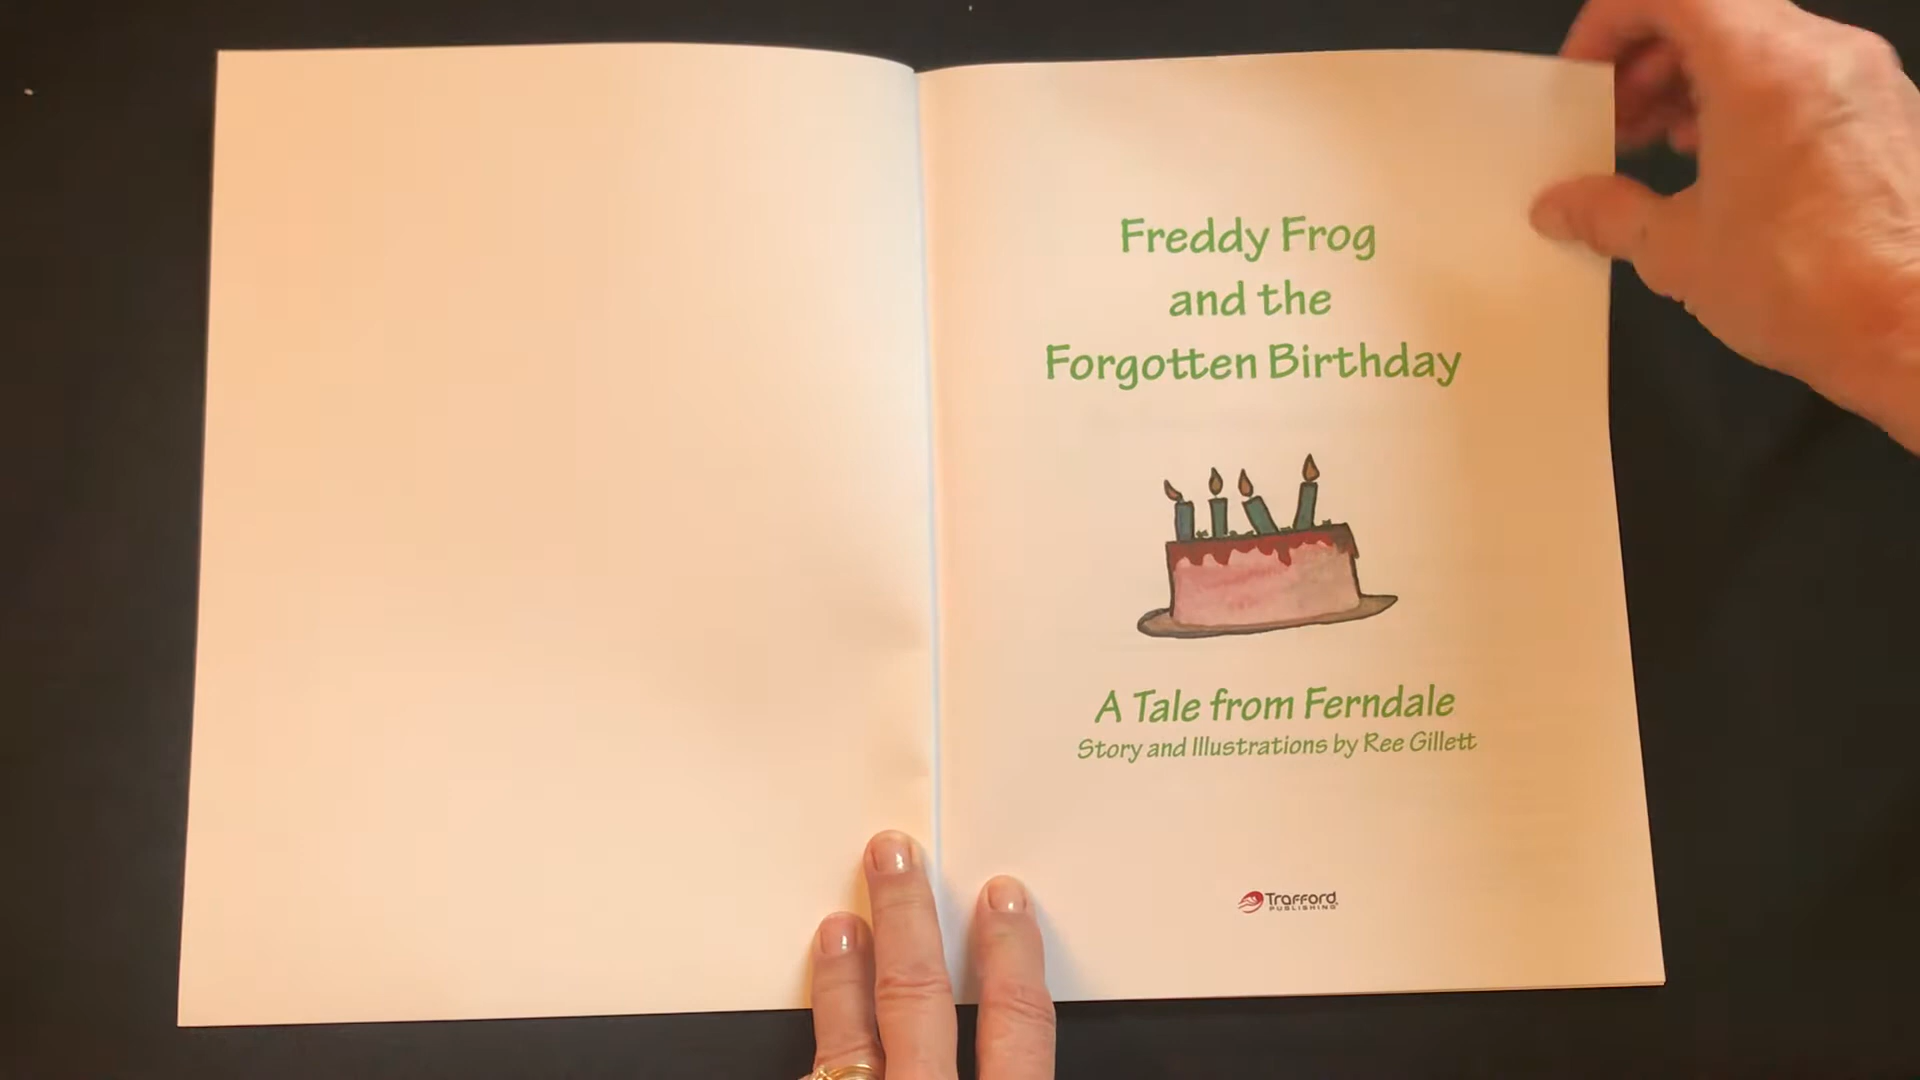 Freddy Frog
and the
Forgotten Birthday
A Tale from Ferndale
Story and Illustrations by Ree Gillett
Trafford
PUBLISHING